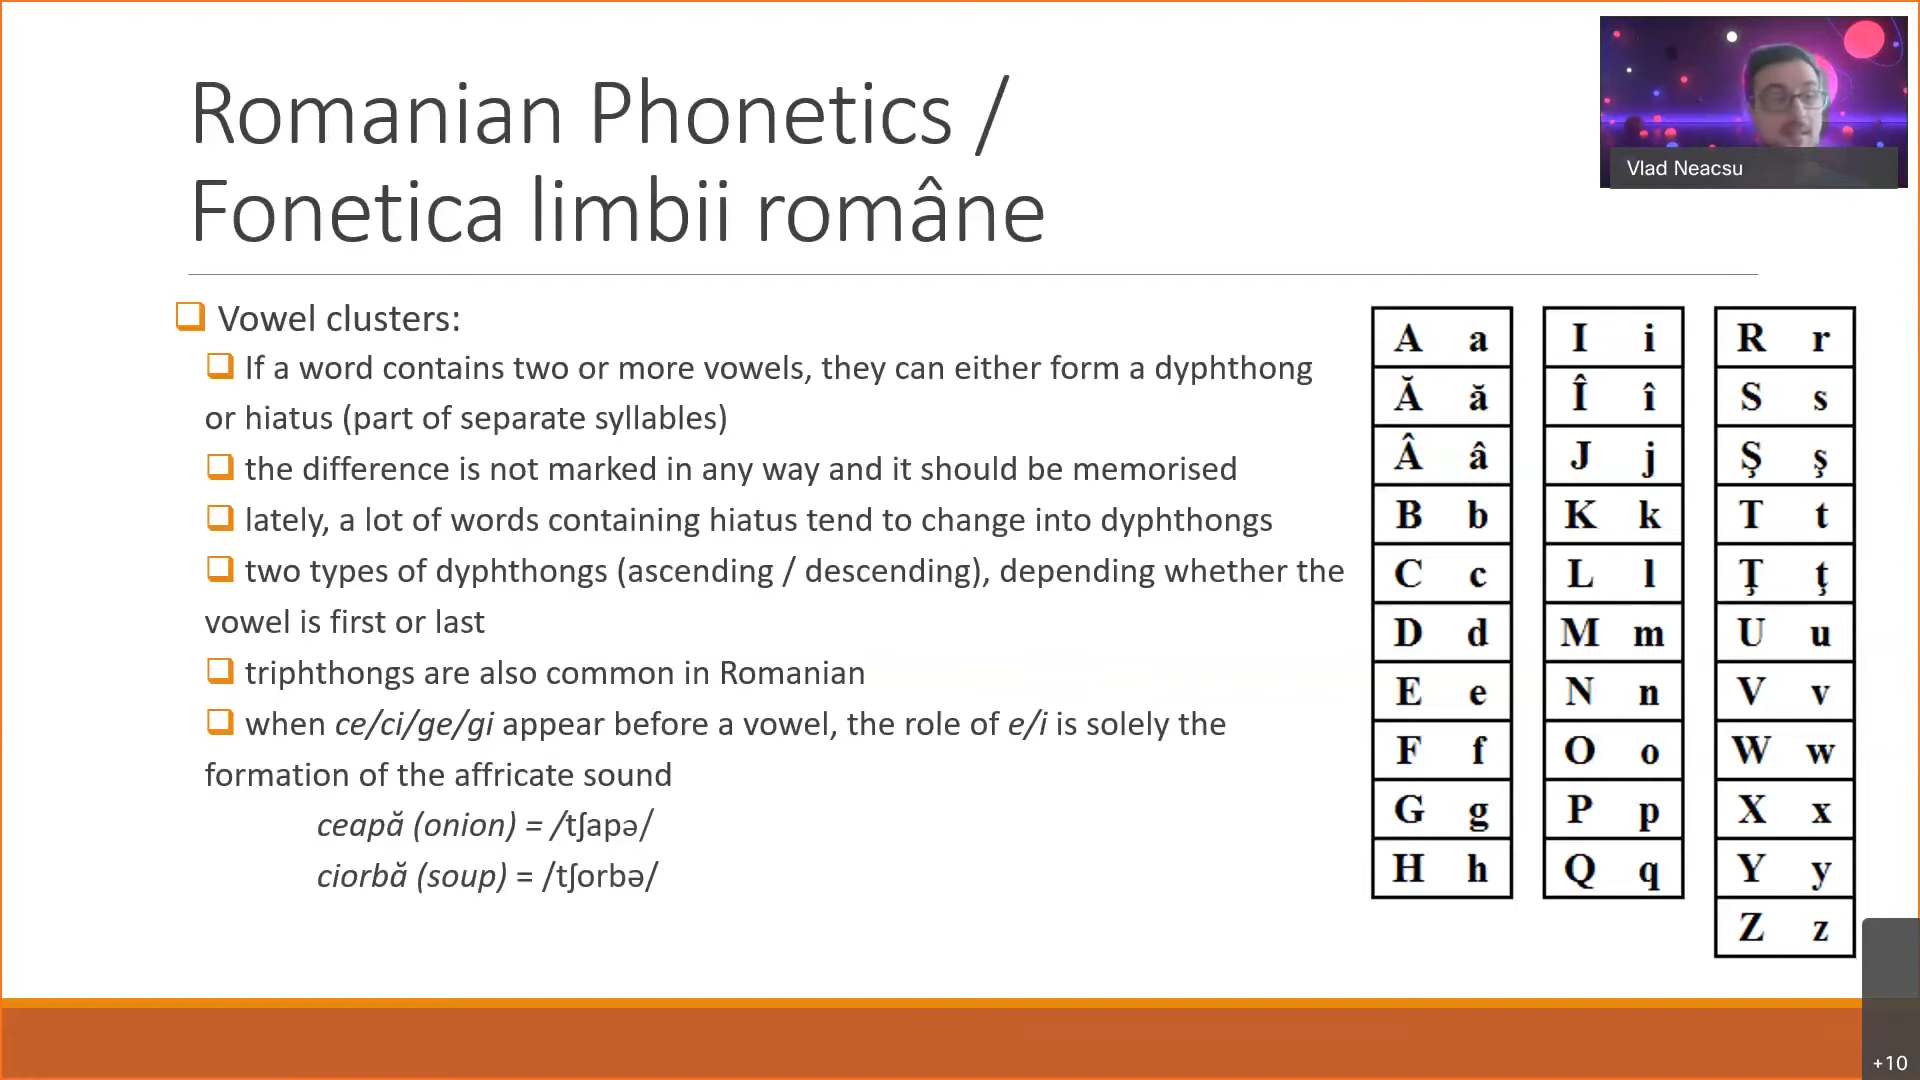 Romanian Phonetics /
Fonetica limbii române
Vlad Neacsu
Vowel clusters:
If a word contains two or more vowels, they can either form a dyphthong
or hiatus (part of separate syllables)
the difference is not marked in any way and it should be memorised
lately, a lot of words containing hiatus tend to change into dyphthongs
two types of dyphthongs (ascending / descending), depending whether the
vowel is first or last
triphthongs are also common in Romanian
when ce/ci/ge/gi appear before a vowel, the role of e/i is solely the
formation of the affricate sound
ceapă (onion) = /tʃapə/
ciorbă (soup) = /tʃorbə/
A a
Ă ă
Â â
B b
C c
D d
E e
F f
G g
H h
I i
Î î
J j
K k
L l
M m
N n
O o
P p
Q q
R r
S s
Ş ş
T t
Ţ ţ
U u
V v
W w
X x
Y y
Z z
+10